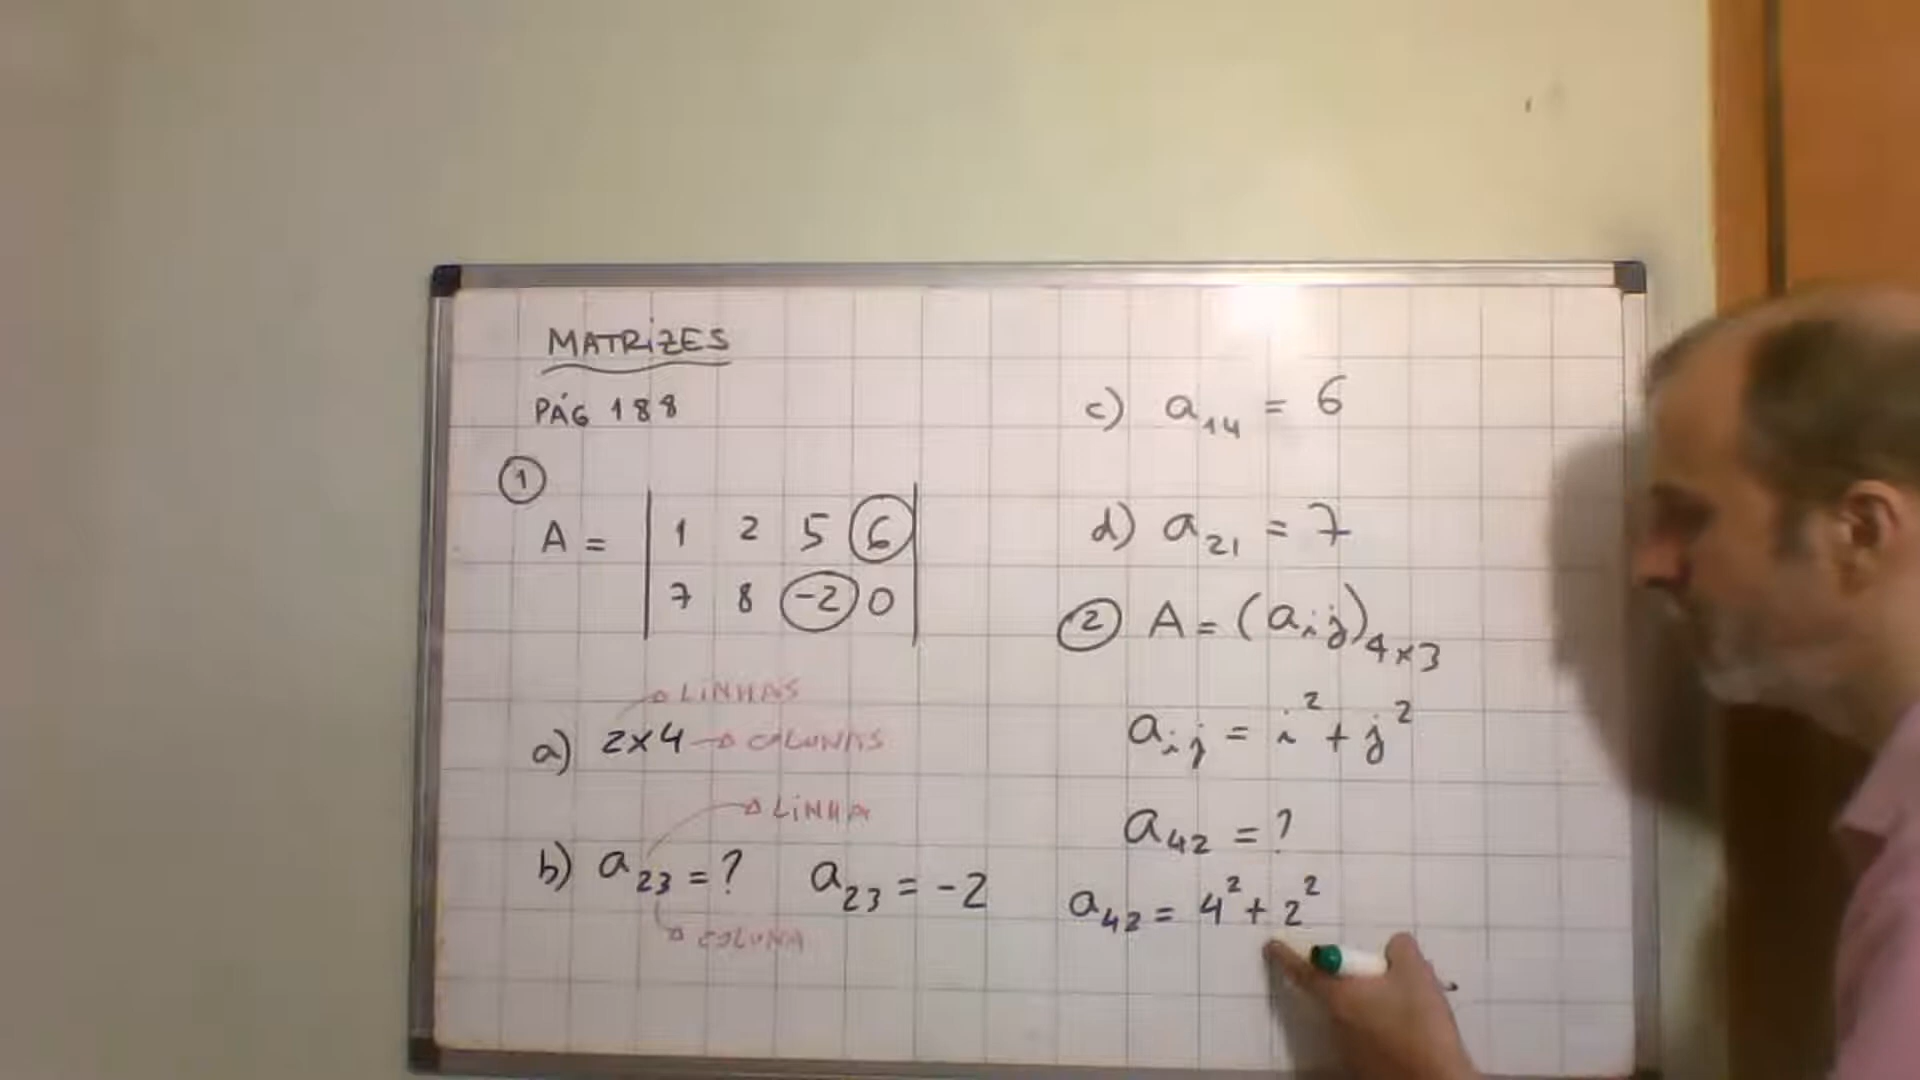 MATRIZES
PÁG 188
1
A = | 1 2 5 6 |
| 7 8 -2 0 |
LINHAS
a) 2x4 → COLUNAS
LINHA
b) a₂₃ = ? a₂₃ = -2
COLUNA
c) a₁₄ = 6
d) a₂₁ = 7
2 A = (aᵢⱼ)₄ₓ₃
aᵢⱼ = i² + j²
a₄₂ = ?
a₄₂ = 4² + 2²